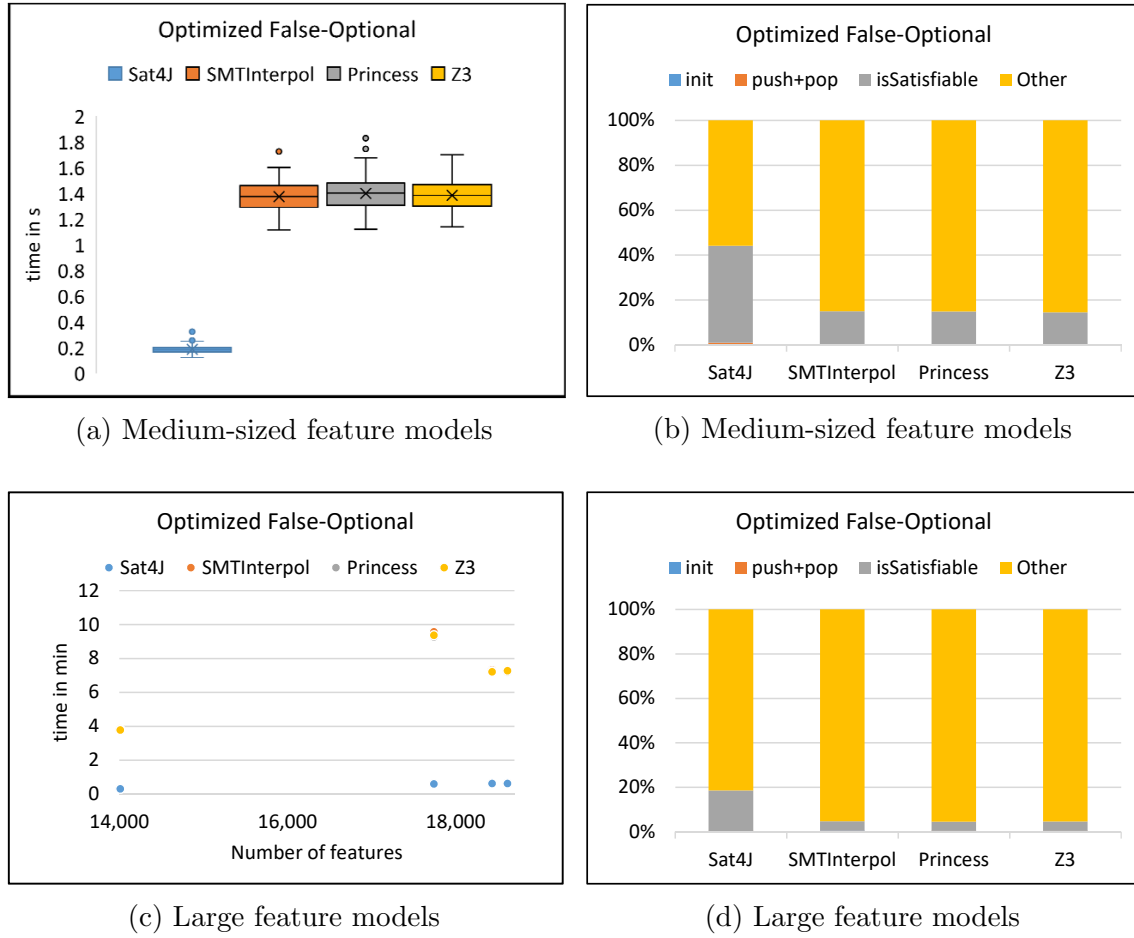 Optimized False-Optional
Sat4J SMTInterpol Princess Z3
2
1.8
1.6
1.4
1.2
1
0.8
0.6
0.4
0.2
0
time in s
(a) Medium-sized feature models
Optimized False-Optional
init push+pop isSatisfiable Other
100%
80%
60%
40%
20%
0%
Sat4J SMTInterpol Princess Z3
(b) Medium-sized feature models
Optimized False-Optional
Sat4J SMTInterpol Princess Z3
12
10
8
6
4
2
0
time in min
14,000 16,000 18,000
Number of features
(c) Large feature models
Optimized False-Optional
init push+pop isSatisfiable Other
100%
80%
60%
40%
20%
0%
Sat4J SMTInterpol Princess Z3
(d) Large feature models